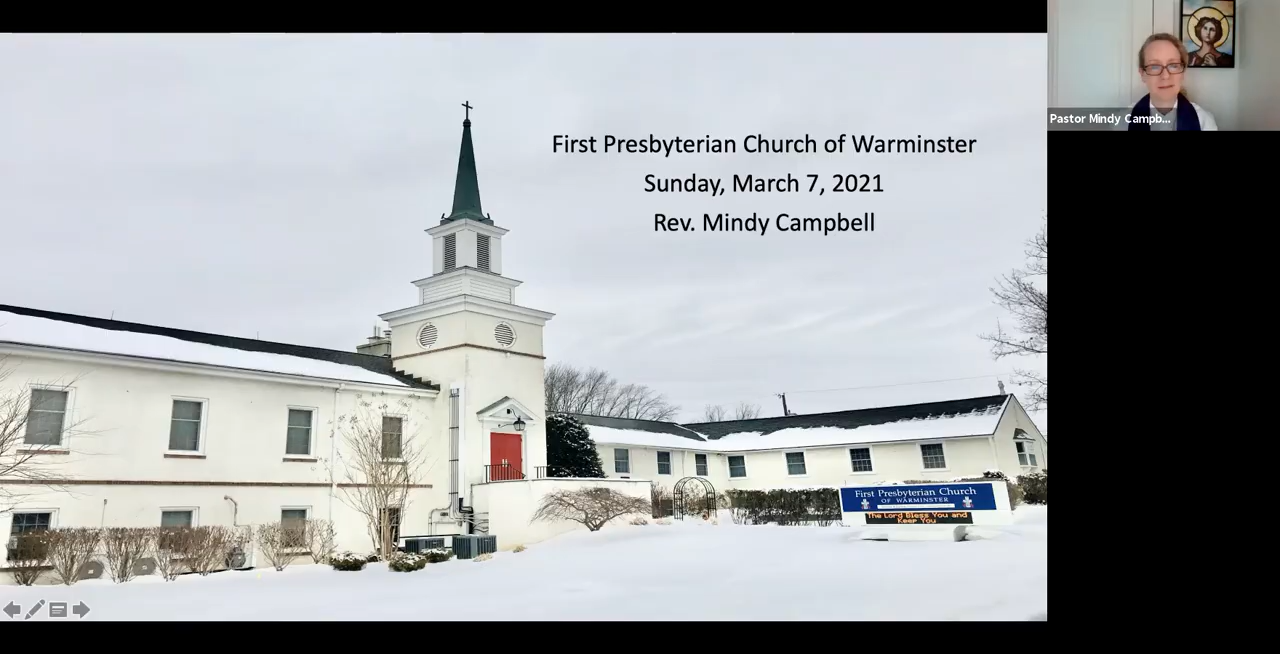 First Presbyterian Church of Warminster
Sunday, March 7, 2021
Rev. Mindy Campbell
Pastor Mindy Campb...
First Presbyterian Church
OF WARMINSTER
The Lord Bless You and
Keep You